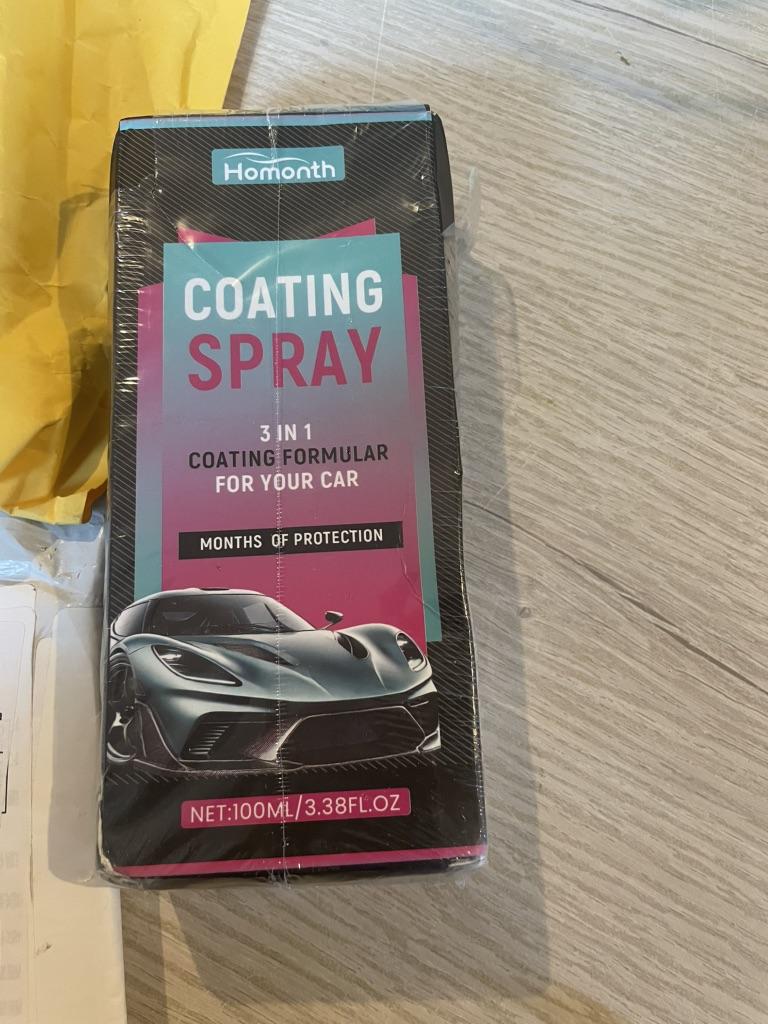 Homonth
COATING
SPRAY
3 IN 1
COATING FORMULAR
FOR YOUR CAR
MONTHS OF PROTECTION
NET:100ML/3.38FL.OZ